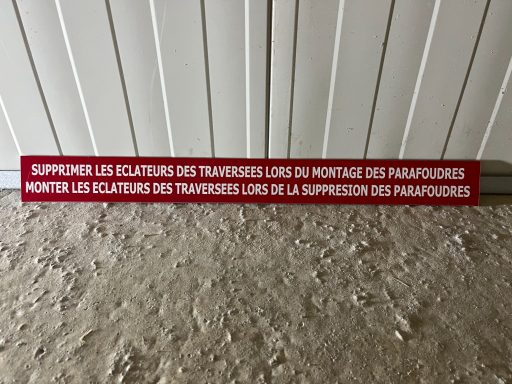 SUPPRIMER LES ECLATEURS DES TRAVERSEES LORS DU MONTAGE DES PARAFOUDRES
MONTER LES ECLATEURS DES TRAVERSEES LORS DE LA SUPPRESION DES PARAFOUDRES